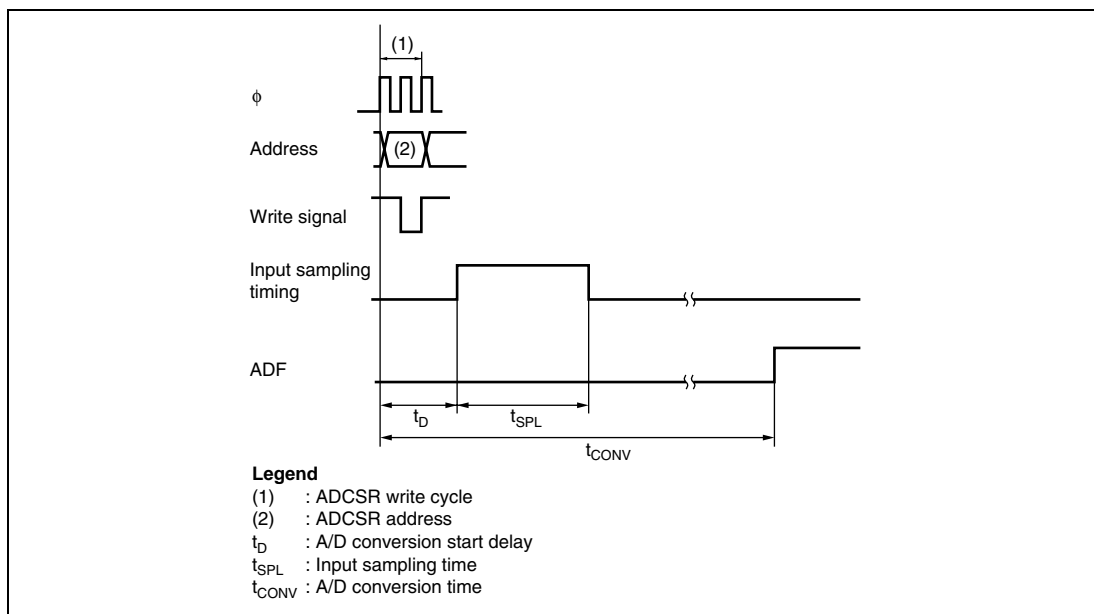 (1)
ϕ
Address
(2)
Write signal
Input sampling
timing
ADF
tD
tSPL
tCONV
Legend
(1) : ADCSR write cycle
(2) : ADCSR address
tD : A/D conversion start delay
tSPL : Input sampling time
tCONV : A/D conversion time